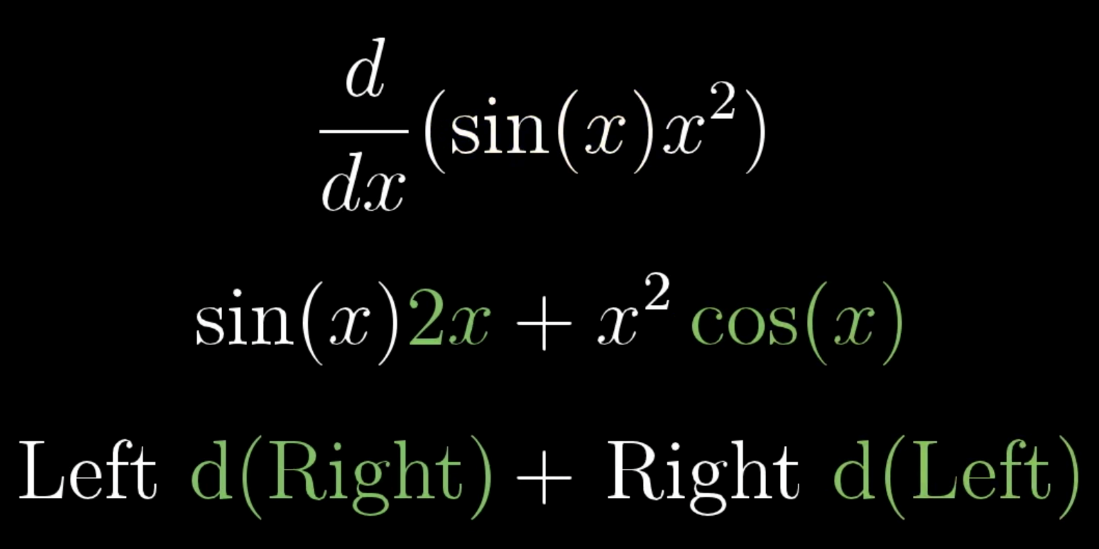 d/dx (sin(x)x²)
sin(x)2x + x² cos(x)
Left d(Right) + Right d(Left)